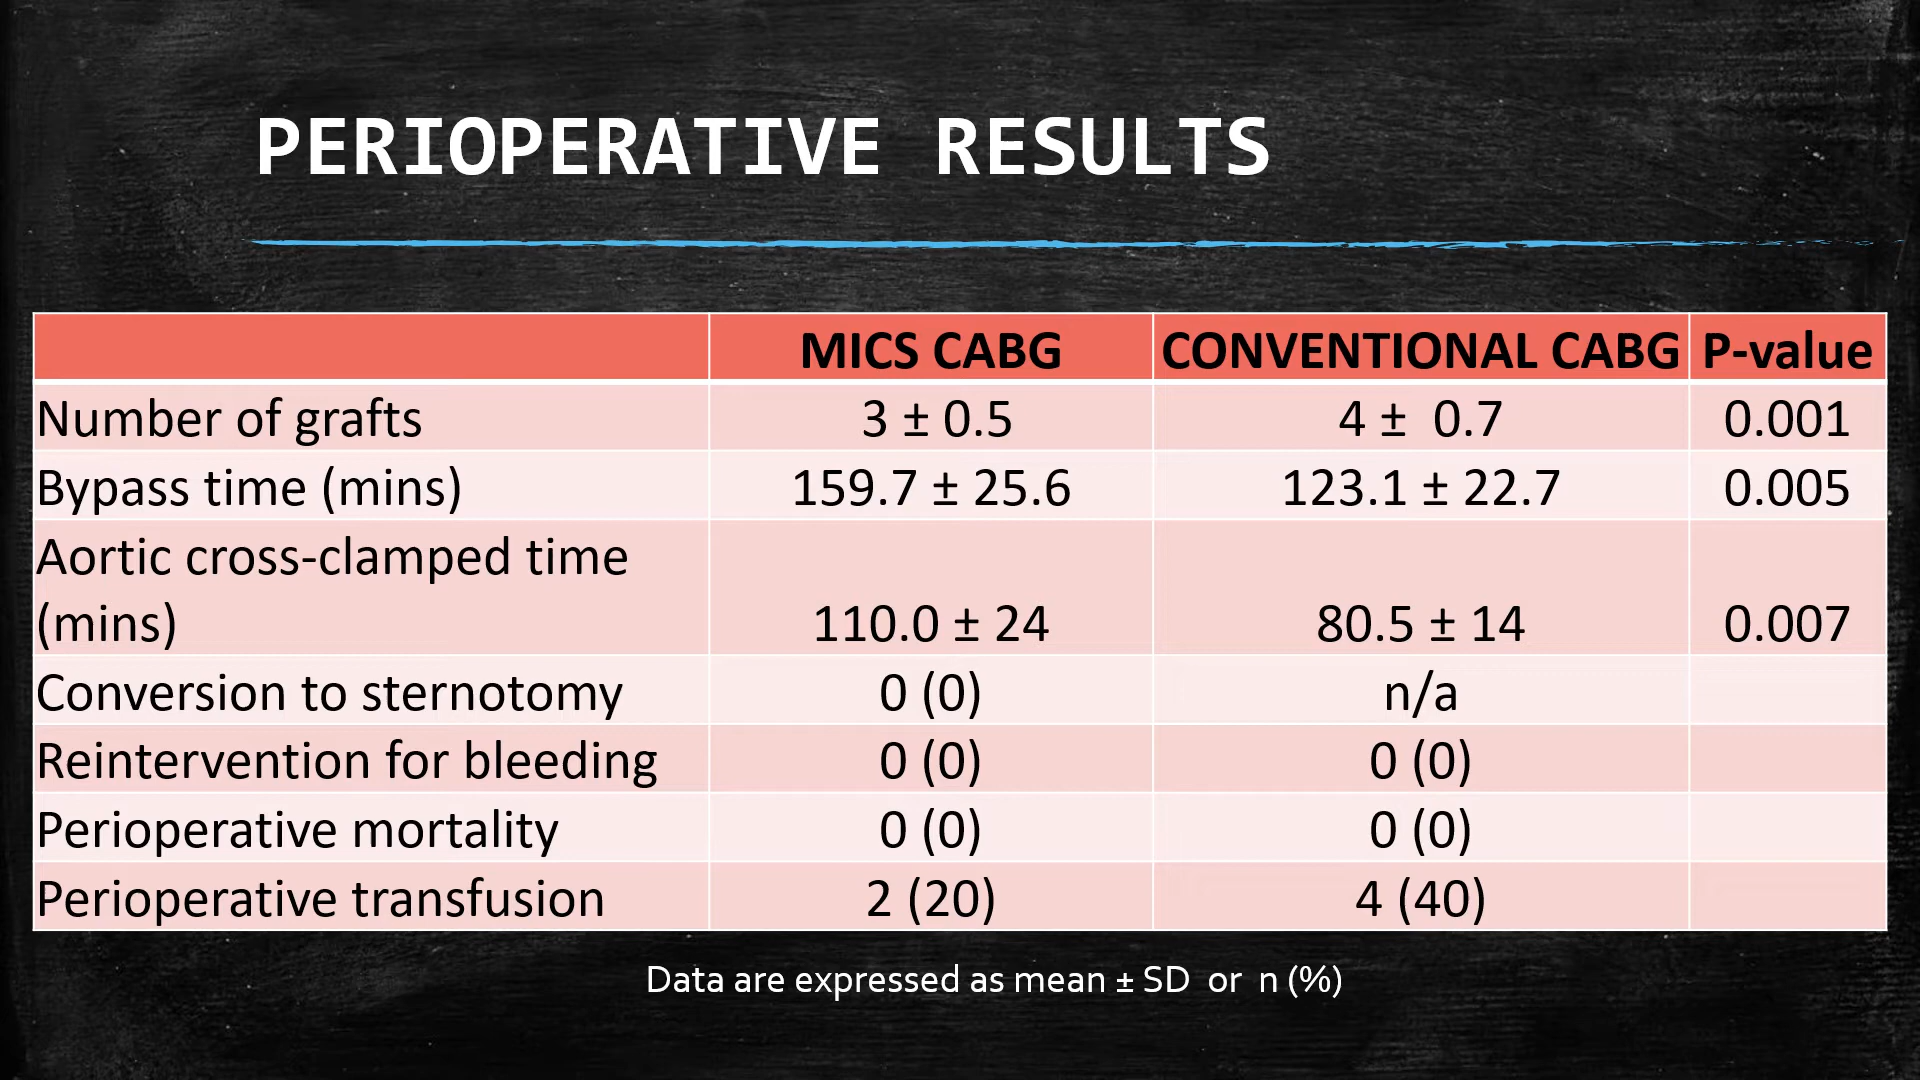 PERIOPERATIVE RESULTS
MICS CABG CONVENTIONAL CABG P-value
Number of grafts 3 ± 0.5 4 ± 0.7 0.001
Bypass time (mins) 159.7 ± 25.6 123.1 ± 22.7 0.005
Aortic cross-clamped time
(mins) 110.0 ± 24 80.5 ± 14 0.007
Conversion to sternotomy 0 (0) n/a
Reintervention for bleeding 0 (0) 0 (0)
Perioperative mortality 0 (0) 0 (0)
Perioperative transfusion 2 (20) 4 (40)
Data are expressed as mean ± SD or n (%)